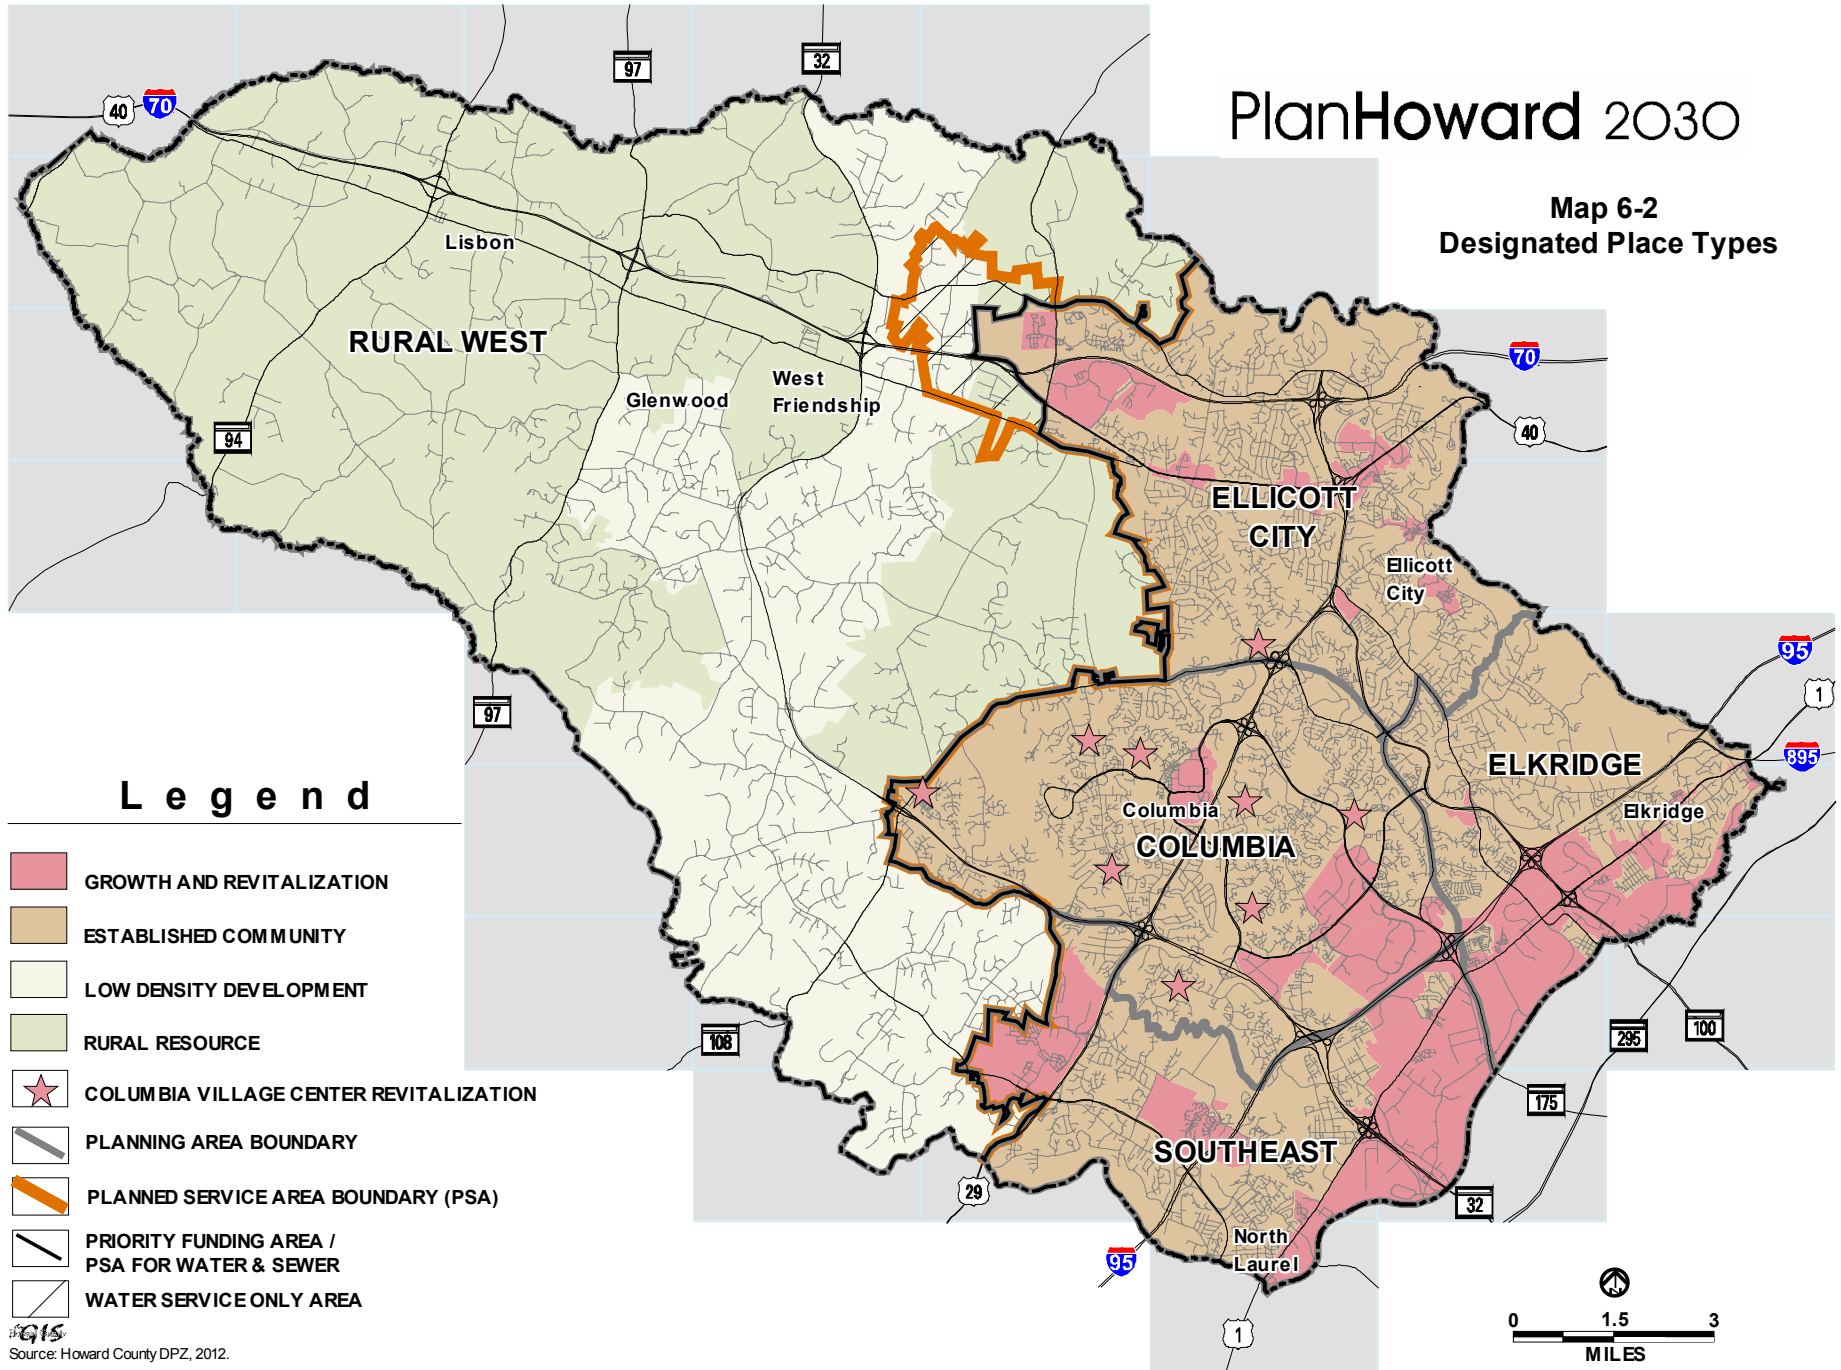 PlanHoward 2030
Map 6-2
Designated Place Types
97
32
40
70
Lisbon
RURAL WEST
Glenwood
West
Friendship
94
70
40
ELLICOTT
CITY
Ellicott
City
97
95
1
895
ELKRIDGE
Elkridge
Columbia
COLUMBIA
108
295
100
175
SOUTHEAST
29
32
North
Laurel
95
1
Legend
GROWTH AND REVITALIZATION
ESTABLISHED COMMUNITY
LOW DENSITY DEVELOPMENT
RURAL RESOURCE
COLUMBIA VILLAGE CENTER REVITALIZATION
PLANNING AREA BOUNDARY
PLANNED SERVICE AREA BOUNDARY (PSA)
PRIORITY FUNDING AREA /
PSA FOR WATER & SEWER
WATER SERVICE ONLY AREA
GIS
Source: Howard County DPZ, 2012.
N
0 1.5 3
MILES